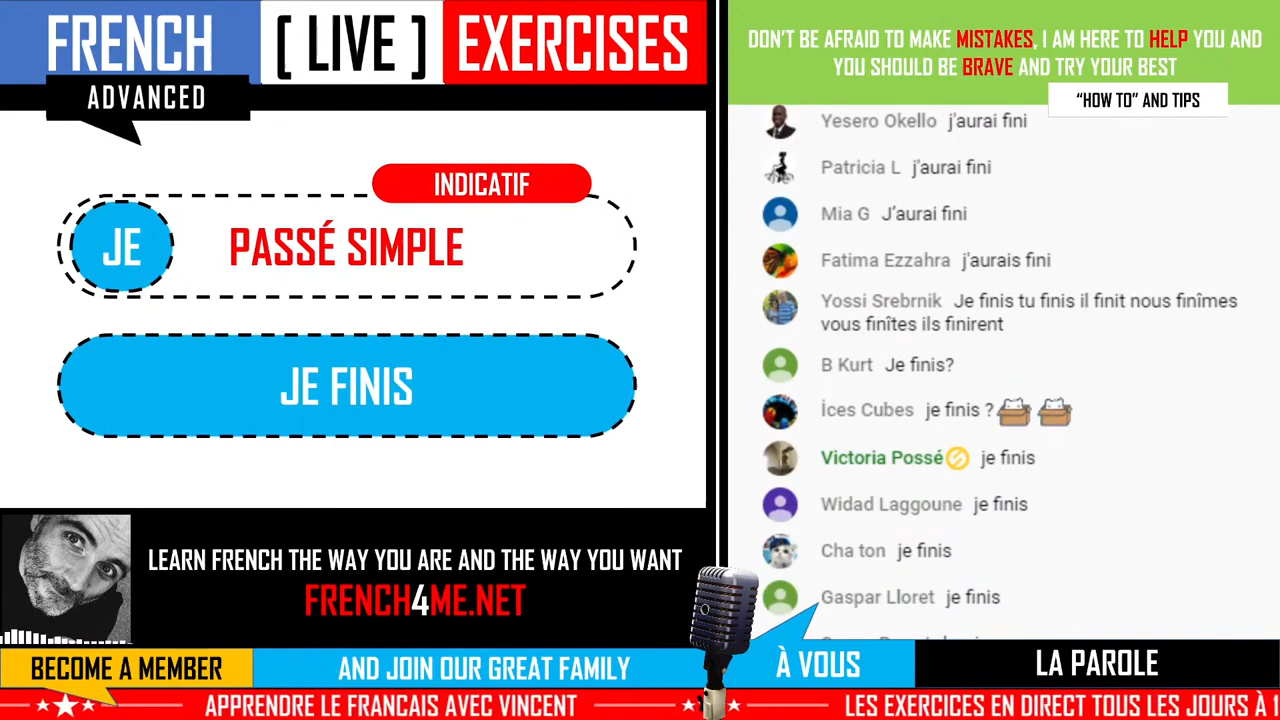 FRENCH [ LIVE ] EXERCISES
ADVANCED
INDICATIF
JE PASSÉ SIMPLE
JE FINIS
LEARN FRENCH THE WAY YOU ARE AND THE WAY YOU WANT
FRENCH4ME.NET
DON'T BE AFRAID TO MAKE MISTAKES, I AM HERE TO HELP YOU AND
YOU SHOULD BE BRAVE AND TRY YOUR BEST
“HOW TO” AND TIPS
Yesero Okello j'aurai fini
Patricia L j'aurai fini
Mia G J’aurai fini
Fatima Ezzahra j'aurais fini
Yossi Srebrnik Je finis tu finis il finit nous finîmes
vous finîtes ils finirent
B Kurt Je finis?
İces Cubes je finis ?
Victoria Possé je finis
Widad Laggoune je finis
Cha ton je finis
Gaspar Lloret je finis
BECOME A MEMBER AND JOIN OUR GREAT FAMILY À VOUS LA PAROLE
APPRENDRE LE FRANCAIS AVEC VINCENT LES EXERCICES EN DIRECT TOUS LES JOURS À